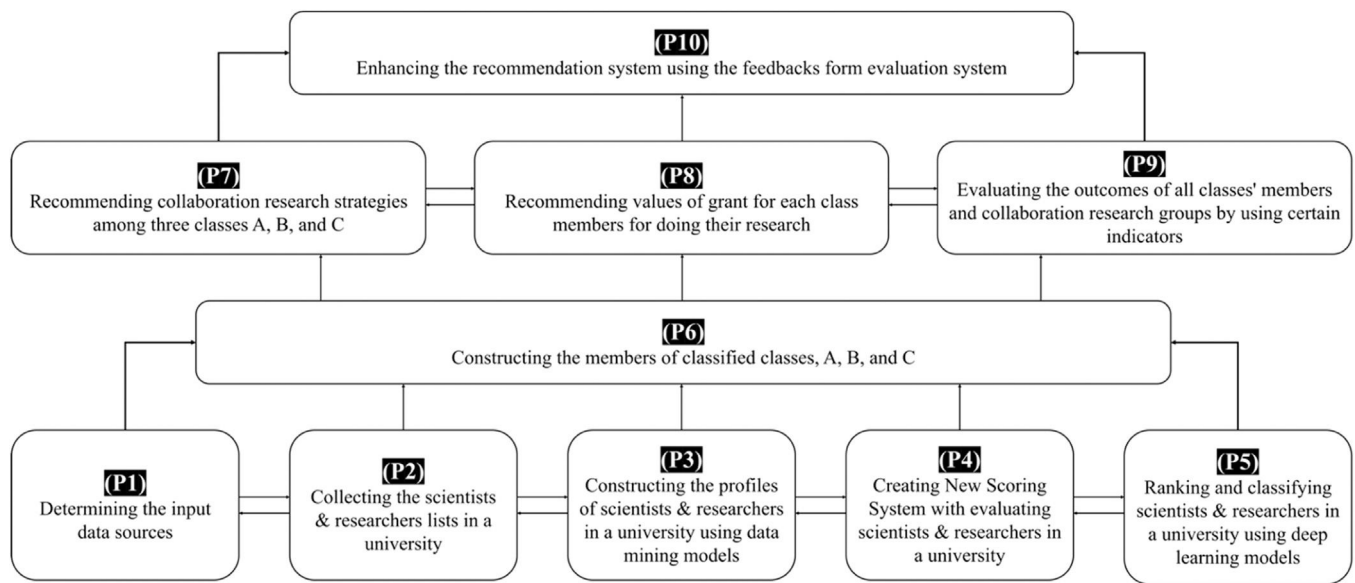 (P10)
Enhancing the recommendation system using the feedbacks form evaluation system
(P7)
Recommending collaboration research strategies
among three classes A, B, and C
(P8)
Recommending values of grant for each class
members for doing their research
(P9)
Evaluating the outcomes of all classes' members
and collaboration research groups by using certain
indicators
(P6)
Constructing the members of classified classes, A, B, and C
(P1)
Determining the input
data sources
(P2)
Collecting the scientists
& researchers lists in a
university
(P3)
Constructing the profiles
of scientists & researchers
in a university using data
mining models
(P4)
Creating New Scoring
System with evaluating
scientists & researchers in
a university
(P5)
Ranking and classifying
scientists & researchers in
a university using deep
learning models